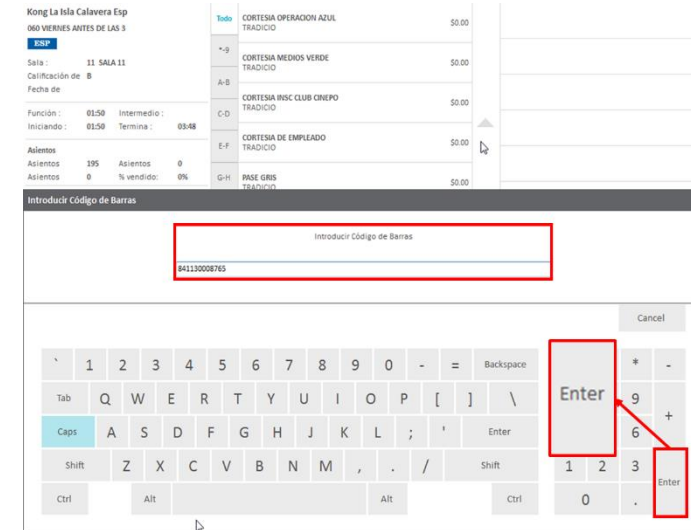 Kong La Isla Calavera Esp
060 VIERNES ANTES DE LAS 3
ESP
Sala : 11 SALA 11
Calificación de B
Fecha de
Función : 01:50 Intermedio :
Iniciando : 01:50 Termina : 03:48
Asientos
Asientos 195 Asientos 0
Asientos 0 % vendido: 0%
Todo
*-9
A-B
C-D
E-F
G-H
CORTESIA OPERACION AZUL
TRADICIO $0.00
CORTESIA MEDIOS VERDE
TRADICIO $0.00
CORTESIA INSC CLUB CINEPO
TRADICIO $0.00
CORTESIA DE EMPLEADO
TRADICIO $0.00
PASE GRIS
TRADICIO $0.00
Introducir Código de Barras
Introducir Código de Barras
841130008765
Cancel
` 1 2 3 4 5 6 7 8 9 0 - = Backspace
Tab Q W E R T Y U I O P [ ] \
Caps A S D F G H J K L ; ' Enter
Shift Z X C V B N M , . / Shift
Ctrl Alt Alt Ctrl
Enter
* -
9 +
6
1 2 3 Enter
0 .